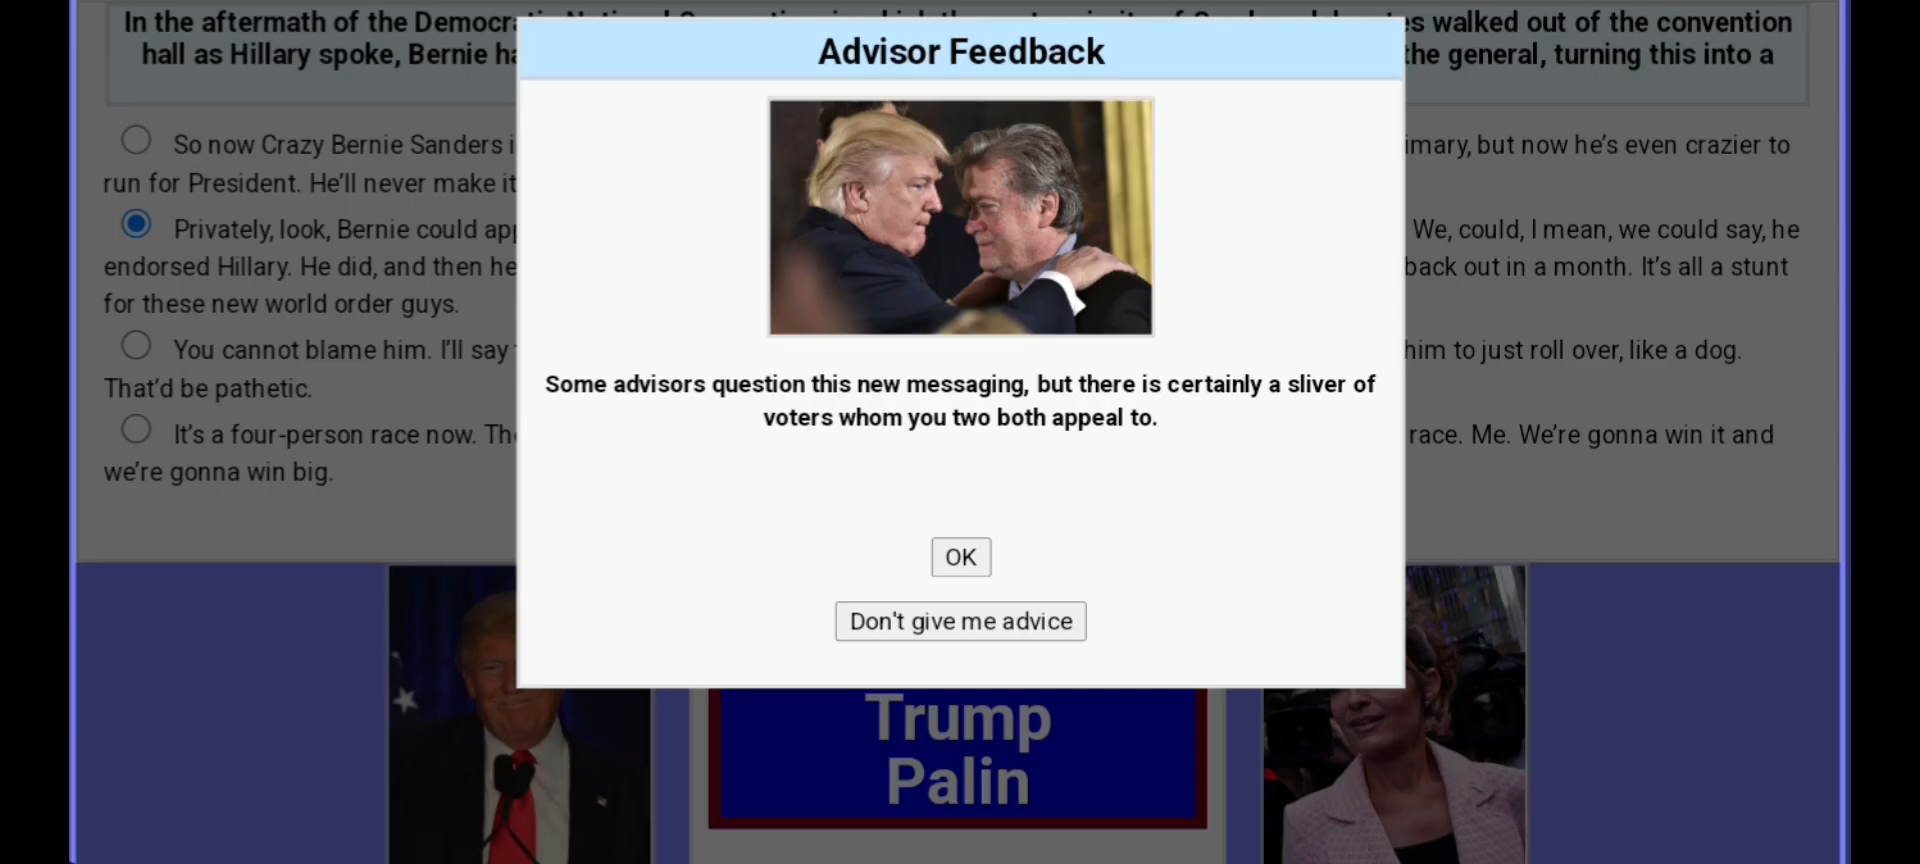 In the aftermath of the Democra
es walked out of the convention
hall as Hillary spoke, Bernie ha
the general, turning this into a
So now Crazy Bernie Sanders i
imary, but now he's even crazier to
run for President. He'll never make it
Privately, look, Bernie could app
We, could, I mean, we could say, he
endorsed Hillary. He did, and then he
back out in a month. It's all a stunt
for these new world order guys.
You cannot blame him. I'll say
him to just roll over, like a dog.
That'd be pathetic.
It's a four-person race now. The
race. Me. We're gonna win it and
we're gonna win big.
Advisor Feedback
Some advisors question this new messaging, but there is certainly a sliver of
voters whom you two both appeal to.
OK
Don't give me advice
Trump
Palin